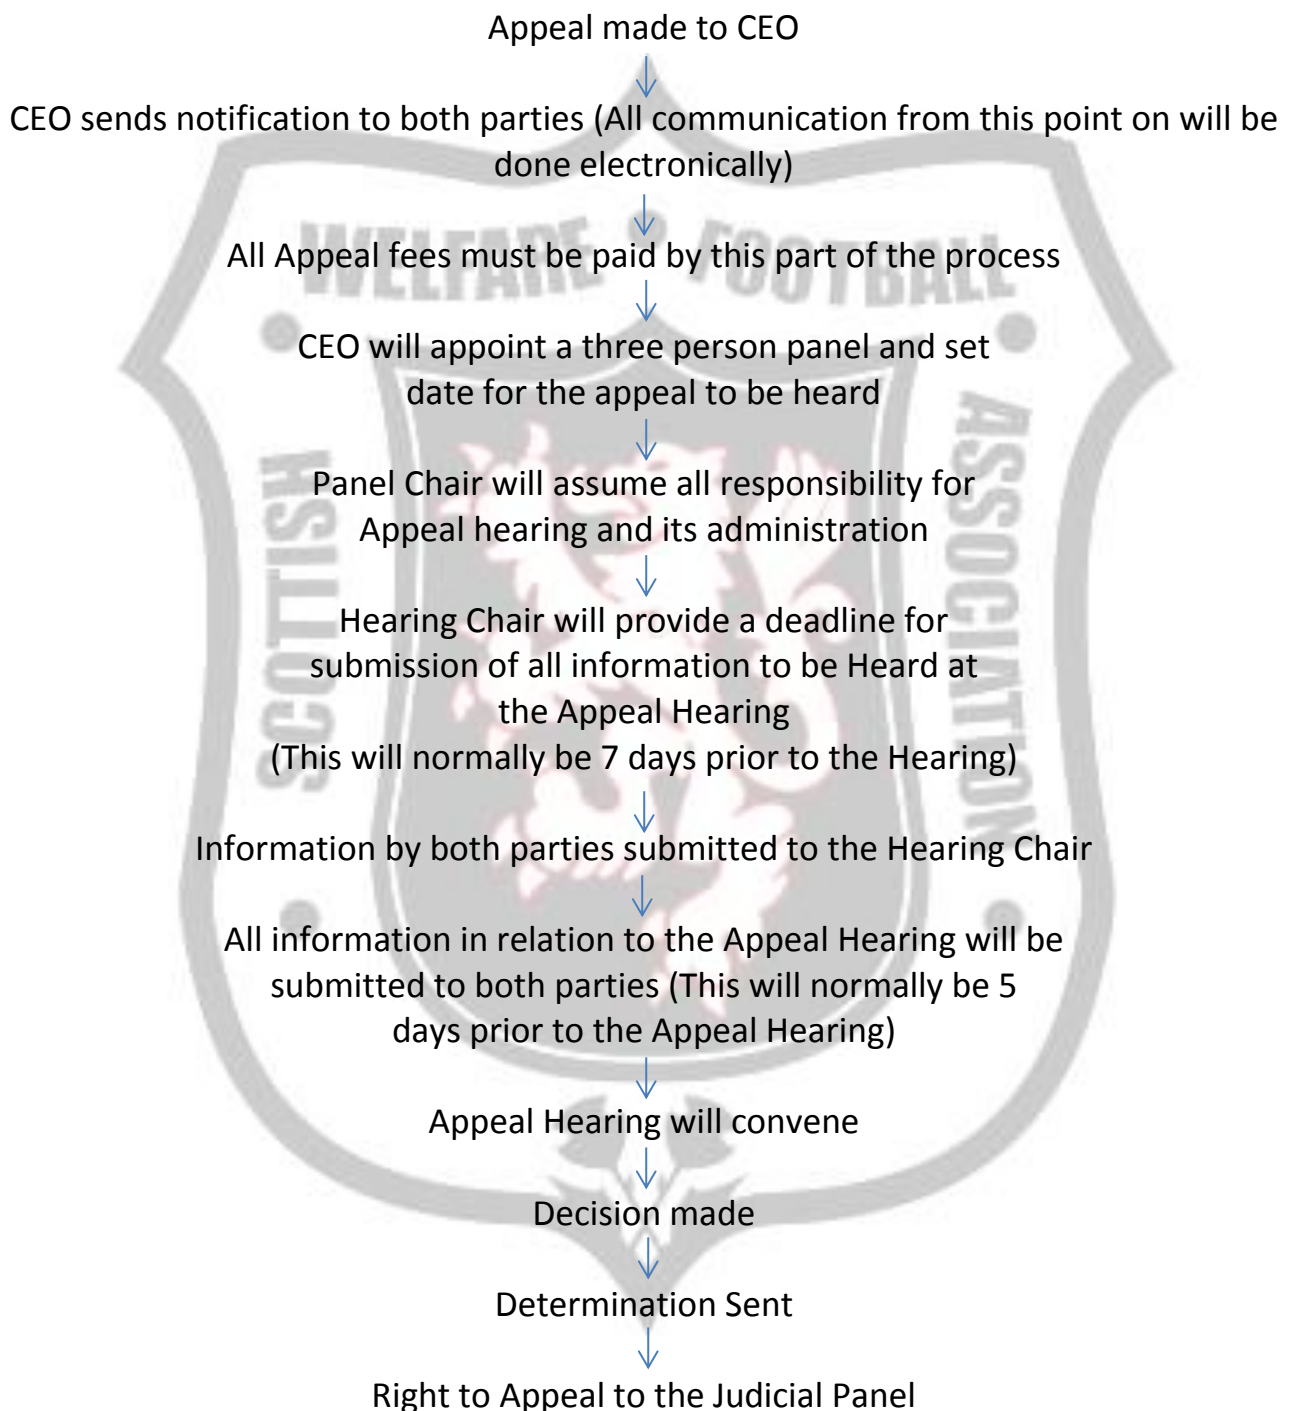 Appeal made to CEO
CEO sends notification to both parties (All communication from this point on will be
done electronically)
WELFARE • FOOTBALL
All Appeal fees must be paid by this part of the process
CEO will appoint a three person panel and set
date for the appeal to be heard
ASSOCIATION
Panel Chair will assume all responsibility for
Appeal hearing and its administration
SCOTTISH
Hearing Chair will provide a deadline for
submission of all information to be Heard at
the Appeal Hearing
(This will normally be 7 days prior to the Hearing)
Information by both parties submitted to the Hearing Chair
All information in relation to the Appeal Hearing will be
submitted to both parties (This will normally be 5
days prior to the Appeal Hearing)
Appeal Hearing will convene
Decision made
Determination Sent
Right to Appeal to the Judicial Panel